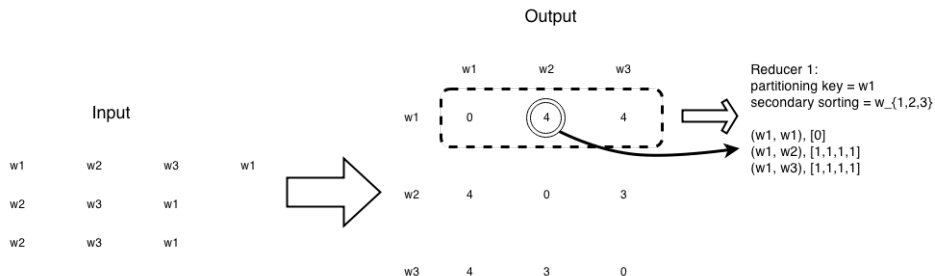 Output
Input
w1 w2 w3 w1
w2 w3 w1
w2 w3 w1
w1 w2 w3
w1 0 4 4
w2 4 0 3
w3 4 3 0
Reducer 1:
partitioning key = w1
secondary sorting = w_{1,2,3}
(w1, w1), [0]
(w1, w2), [1,1,1,1]
(w1, w3), [1,1,1,1]